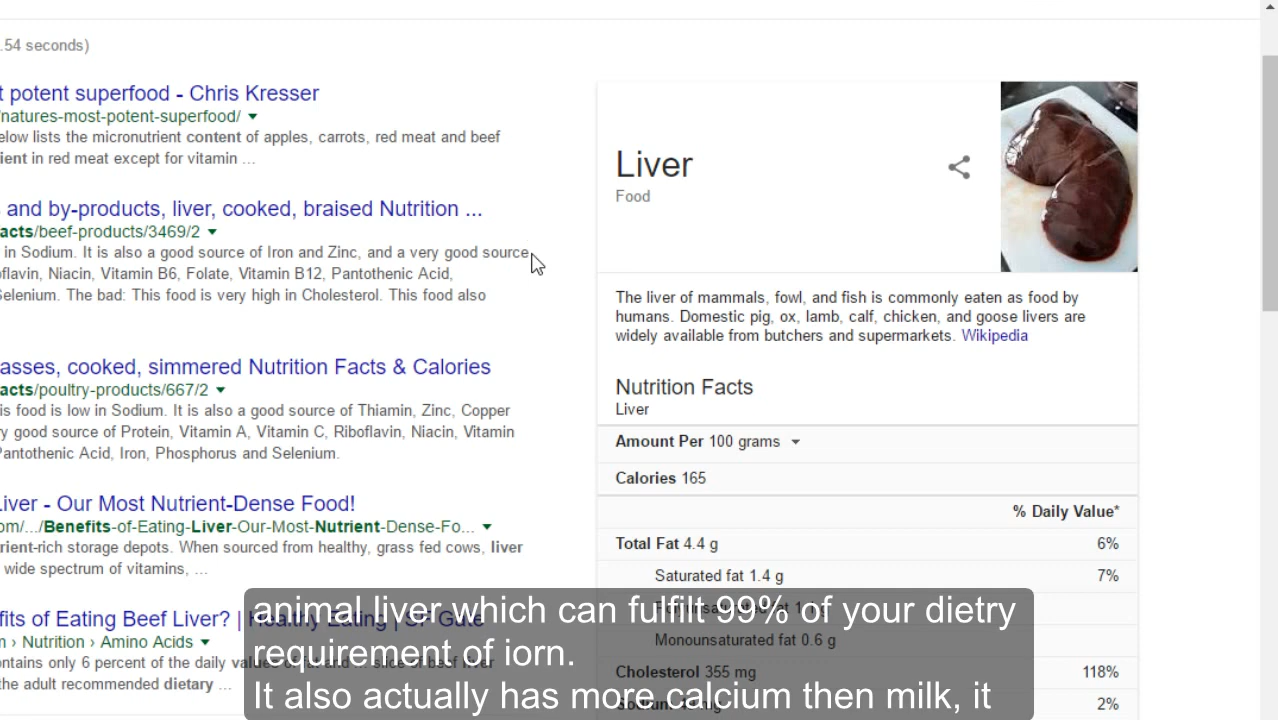 .54 seconds)
t potent superfood - Chris Kresser
/natures-most-potent-superfood/
elow lists the micronutrient content of apples, carrots, red meat and beef
ient in red meat except for vitamin ...
and by-products, liver, cooked, braised Nutrition ...
acts/beef-products/3469/2
in Sodium. It is also a good source of Iron and Zinc, and a very good source
oflavin, Niacin, Vitamin B6, Folate, Vitamin B12, Pantothenic Acid,
Selenium. The bad: This food is very high in Cholesterol. This food also
asses, cooked, simmered Nutrition Facts & Calories
acts/poultry-products/667/2
is food is low in Sodium. It is also a good source of Thiamin, Zinc, Copper
y good source of Protein, Vitamin A, Vitamin C, Riboflavin, Niacin, Vitamin
Pantothenic Acid, Iron, Phosphorus and Selenium.
Liver - Our Most Nutrient-Dense Food!
om/.../Benefits-of-Eating-Liver-Our-Most-Nutrient-Dense-Fo...
rient-rich storage depots. When sourced from healthy, grass fed cows, liver
wide spectrum of vitamins, ...
fits of Eating Beef Liver? | Healthy Eating | SF Gate
n › Nutrition › Amino Acids
ontains only 6 percent of the daily value of fat and ... slice of beef liver
the adult recommended dietary ...
Liver
Food
The liver of mammals, fowl, and fish is commonly eaten as food by
humans. Domestic pig, ox, lamb, calf, chicken, and goose livers are
widely available from butchers and supermarkets. Wikipedia
Nutrition Facts
Liver
Amount Per 100 grams
Calories 165
% Daily Value*
Total Fat 4.4 g 6%
Saturated fat 1.4 g 7%
Monounsaturated fat 0.6 g
Cholesterol 355 mg 118%
2%
animal liver which can fulfilt 99% of your dietry
requirement of iorn.
It also actually has more calcium then milk, it